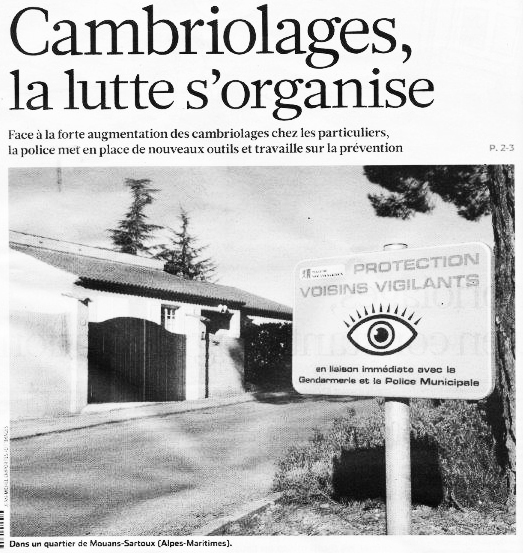 Cambriolages,
la lutte s'organise
Face à la forte augmentation des cambriolages chez les particuliers,
la police met en place de nouveaux outils et travaille sur la prévention
P. 2-3
PROTECTION
VOISINS VIGILANTS
en liaison immédiate avec la
Gendarmerie et la Police Municipale
Dans un quartier de Mouans-Sartoux (Alpes-Maritimes).